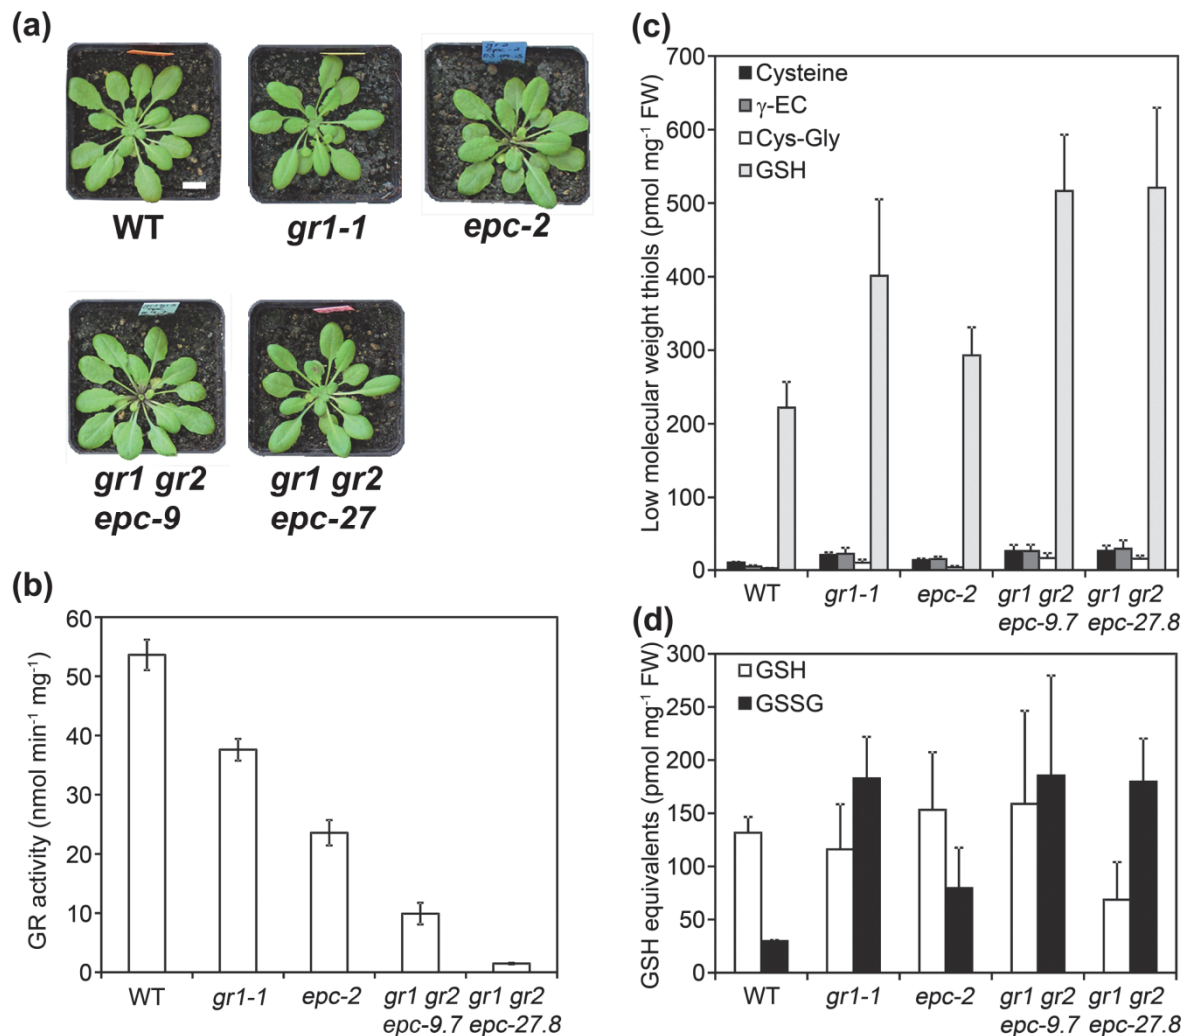 (a)
WT
gr1-1
epc-2
gr1 gr2
epc-9
gr1 gr2
epc-27
(b)
GR activity (nmol min⁻¹ mg⁻¹)
60
50
40
30
20
10
0
WT
gr1-1
epc-2
gr1 gr2
epc-9.7
gr1 gr2
epc-27.8
(c)
Low molecular weight thiols (pmol mg⁻¹ FW)
700
600
500
400
300
200
100
0
Cysteine
γ-EC
Cys-Gly
GSH
WT
gr1-1
epc-2
gr1 gr2
epc-9.7
gr1 gr2
epc-27.8
(d)
GSH equivalents (pmol mg⁻¹ FW)
300
250
200
150
100
50
0
GSH
GSSG
WT
gr1-1
epc-2
gr1 gr2
epc-9.7
gr1 gr2
epc-27.8